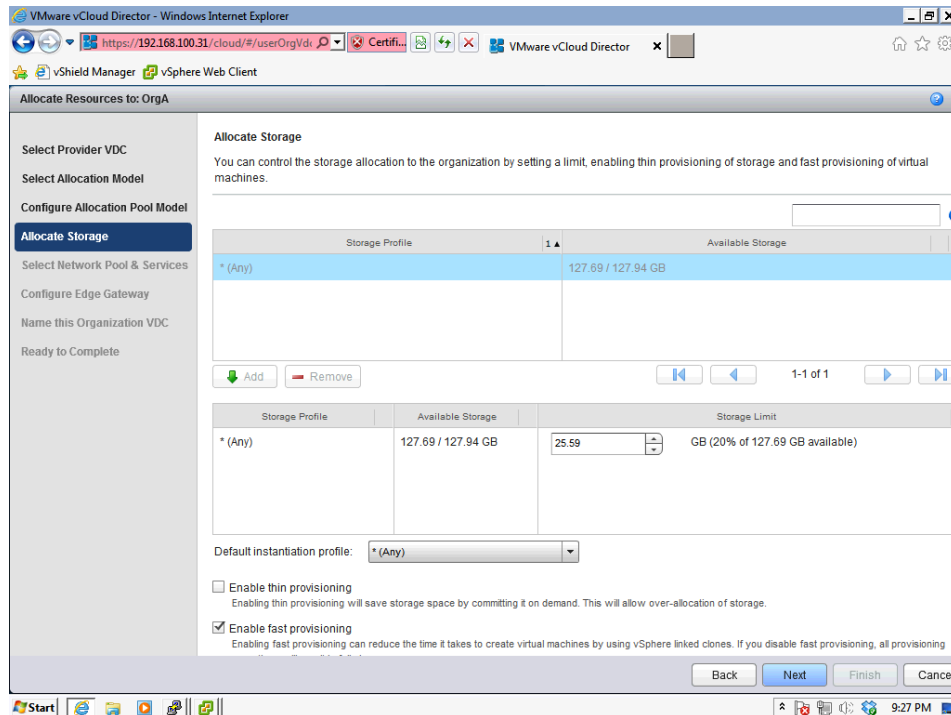 VMware vCloud Director - Windows Internet Explorer
https://192.168.100.31/cloud/#/userOrgVd Certifi... VMware vCloud Director
vShield Manager vSphere Web Client
Allocate Resources to: OrgA
Select Provider VDC
Select Allocation Model
Configure Allocation Pool Model
Allocate Storage
Select Network Pool & Services
Configure Edge Gateway
Name this Organization VDC
Ready to Complete
Allocate Storage
You can control the storage allocation to the organization by setting a limit, enabling thin provisioning of storage and fast provisioning of virtual
machines.
Storage Profile 1 ▲ Available Storage
* (Any) 127.69 / 127.94 GB
Add Remove 1-1 of 1
Storage Profile Available Storage Storage Limit
* (Any) 127.69 / 127.94 GB 25.59 GB (20% of 127.69 GB available)
Default instantiation profile: * (Any)
Enable thin provisioning
Enabling thin provisioning will save storage space by committing it on demand. This will allow over-allocation of storage.
Enable fast provisioning
Enabling fast provisioning can reduce the time it takes to create virtual machines by using vSphere linked clones. If you disable fast provisioning, all provisioning
Back Next Finish Cance
Start 9:27 PM